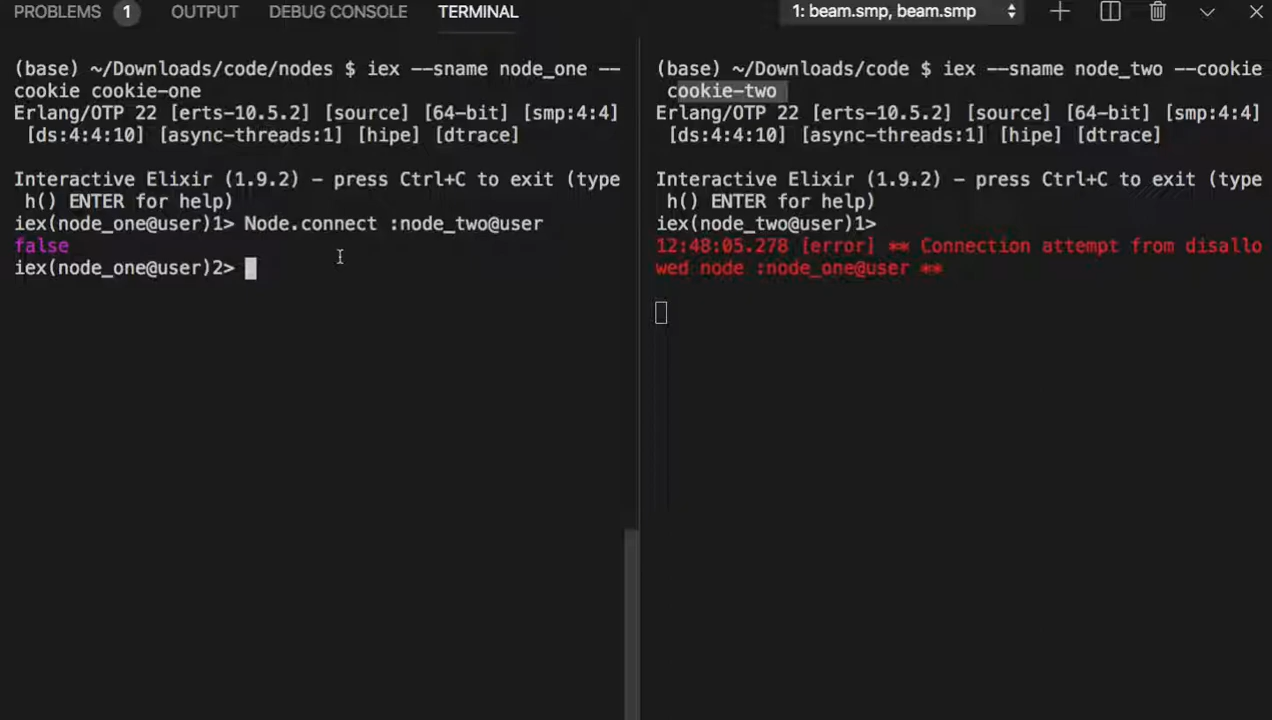 PROBLEMS 1 OUTPUT DEBUG CONSOLE TERMINAL 1: beam.smp, beam.smp
(base) ~/Downloads/code/nodes $ iex --sname node_one --
cookie cookie-one
Erlang/OTP 22 [erts-10.5.2] [source] [64-bit] [smp:4:4]
[ds:4:4:10] [async-threads:1] [hipe] [dtrace]
Interactive Elixir (1.9.2) - press Ctrl+C to exit (type
h() ENTER for help)
iex(node_one@user)1> Node.connect :node_two@user
false
iex(node_one@user)2>
(base) ~/Downloads/code $ iex --sname node_two --cookie
cookie-two
Erlang/OTP 22 [erts-10.5.2] [source] [64-bit] [smp:4:4]
[ds:4:4:10] [async-threads:1] [hipe] [dtrace]
Interactive Elixir (1.9.2) - press Ctrl+C to exit (type
h() ENTER for help)
iex(node_two@user)1>
12:48:05.278 [error] ** Connection attempt from disallo
wed node :node_one@user **